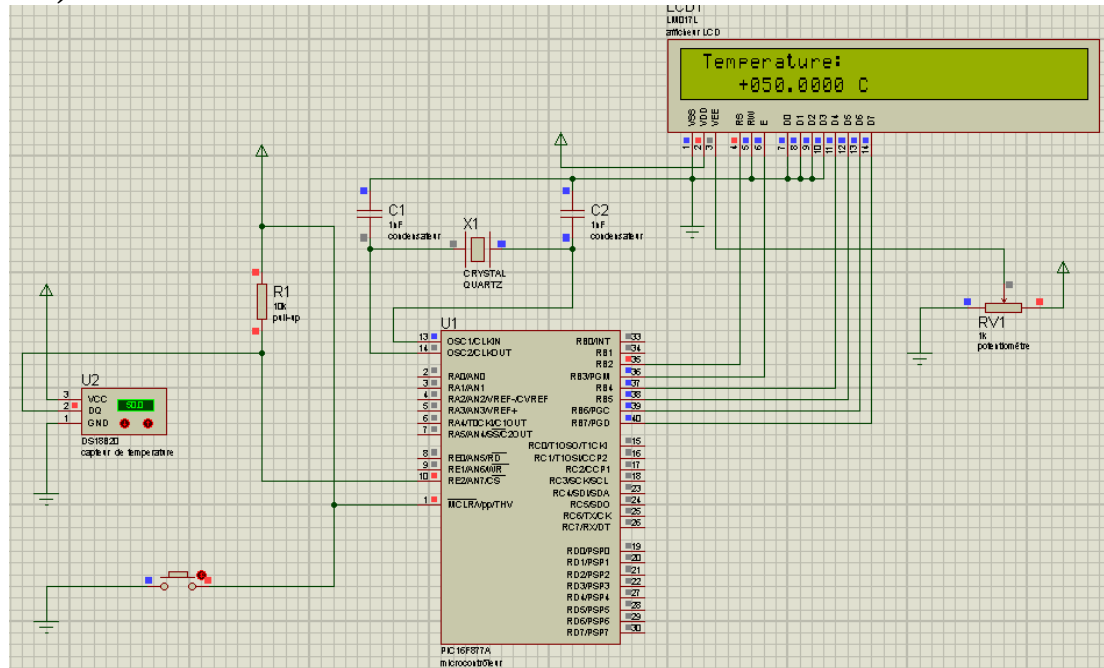 LCD1
LM017L
afficheur LCD
Temperature:
+050.0000 C
VSS
VDD
VEE
RS
RW
E
D0
D1
D2
D3
D4
D5
D6
D7
1
2
3
4
5
6
7
8
9
10
11
12
13
14
C1
1nF
condensateur
X1
CRYSTAL
QUARTZ
C2
1nF
condensateur
R1
10k
pull-up
RV1
1k
potentiomètre
U2
3 VCC
2 DQ
1 GND
50.0
DS18B20
capteur de temperature
U1
13 OSC1/CLKIN
14 OSC2/CLKOUT
2 RA0/AN0
3 RA1/AN1
4 RA2/AN2/VREF-/CVREF
5 RA3/AN3/VREF+
6 RA4/T0CKI/C1OUT
7 RA5/AN4/SS/C2OUT
8 RE0/AN5/RD
9 RE1/AN6/WR
10 RE2/AN7/CS
1 MCLR/Vpp/THV
RB0/INT 33
RB1 34
RB2 35
RB3/PGM 36
RB4 37
RB5 38
RB6/PGC 39
RB7/PGD 40
RC0/T1OSO/T1CKI 15
RC1/T1OSI/CCP2 16
RC2/CCP1 17
RC3/SCK/SCL 18
RC4/SDI/SDA 23
RC5/SDO 24
RC6/TX/CK 25
RC7/RX/DT 26
RD0/PSP0 19
RD1/PSP1 20
RD2/PSP2 21
RD3/PSP3 22
RD4/PSP4 27
RD5/PSP5 28
RD6/PSP6 29
RD7/PSP7 30
PIC16F877A
microcontrôleur